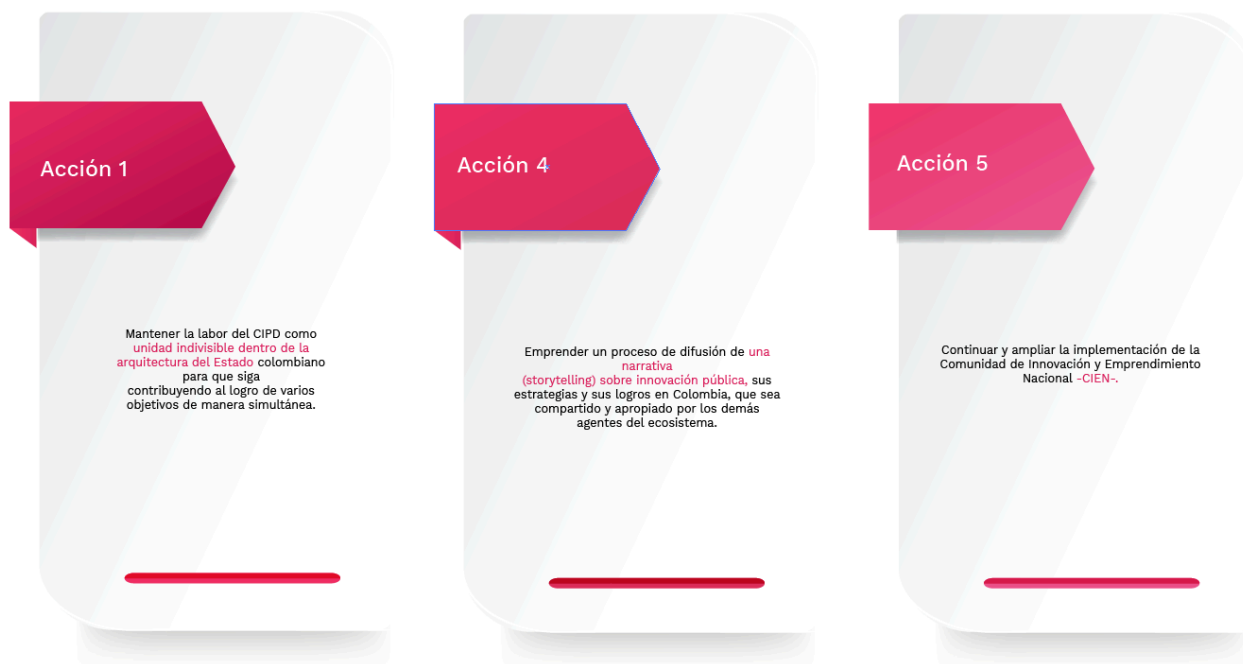 Acción 1
Mantener la labor del CIPD como
unidad indivisible dentro de la
arquitectura del Estado colombiano
para que siga
contribuyendo al logro de varios
objetivos de manera simultánea.
Acción 4
Emprender un proceso de difusión de una
narrativa
(storytelling) sobre innovación pública, sus
estrategias y sus logros en Colombia, que sea
compartido y apropiado por los demás
agentes del ecosistema.
Acción 5
Continuar y ampliar la implementación de la
Comunidad de Innovación y Emprendimiento
Nacional -CIEN-.